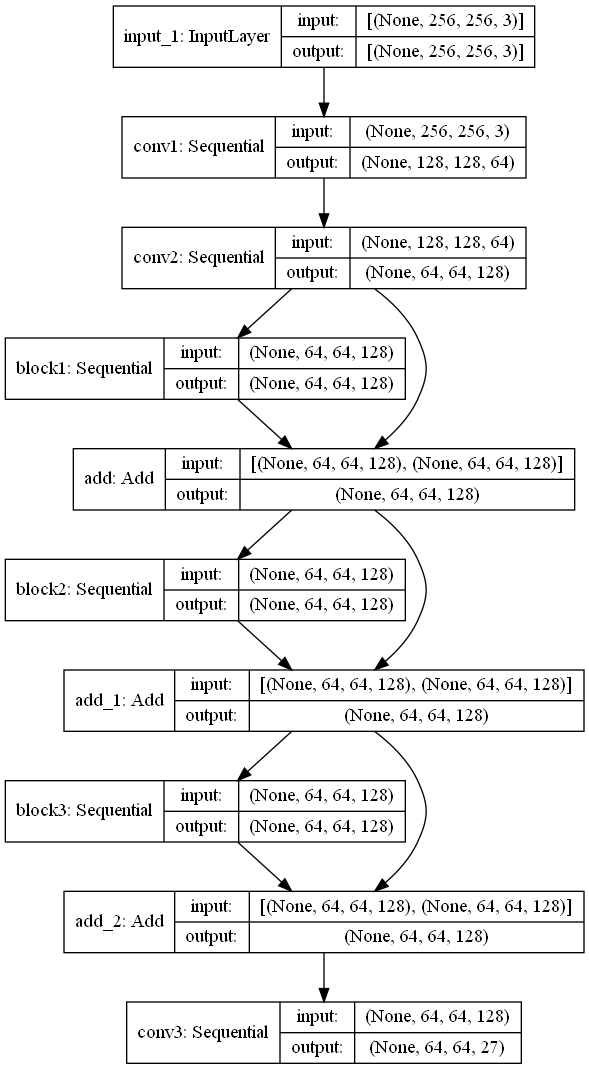 input_1: InputLayer
input: [(None, 256, 256, 3)]
output: [(None, 256, 256, 3)]
conv1: Sequential
input: (None, 256, 256, 3)
output: (None, 128, 128, 64)
conv2: Sequential
input: (None, 128, 128, 64)
output: (None, 64, 64, 128)
block1: Sequential
input: (None, 64, 64, 128)
output: (None, 64, 64, 128)
add: Add
input: [(None, 64, 64, 128), (None, 64, 64, 128)]
output: (None, 64, 64, 128)
block2: Sequential
input: (None, 64, 64, 128)
output: (None, 64, 64, 128)
add_1: Add
input: [(None, 64, 64, 128), (None, 64, 64, 128)]
output: (None, 64, 64, 128)
block3: Sequential
input: (None, 64, 64, 128)
output: (None, 64, 64, 128)
add_2: Add
input: [(None, 64, 64, 128), (None, 64, 64, 128)]
output: (None, 64, 64, 128)
conv3: Sequential
input: (None, 64, 64, 128)
output: (None, 64, 64, 27)